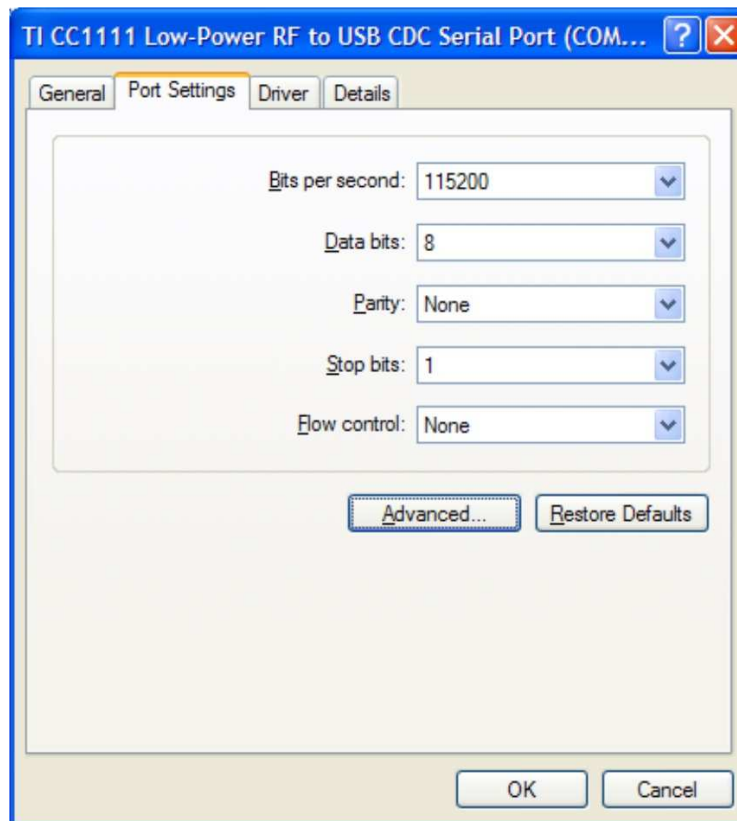 TI CC1111 Low-Power RF to USB CDC Serial Port (COM...
General Port Settings Driver Details
Bits per second: 115200
Data bits: 8
Parity: None
Stop bits: 1
Flow control: None
Advanced... Restore Defaults
OK Cancel